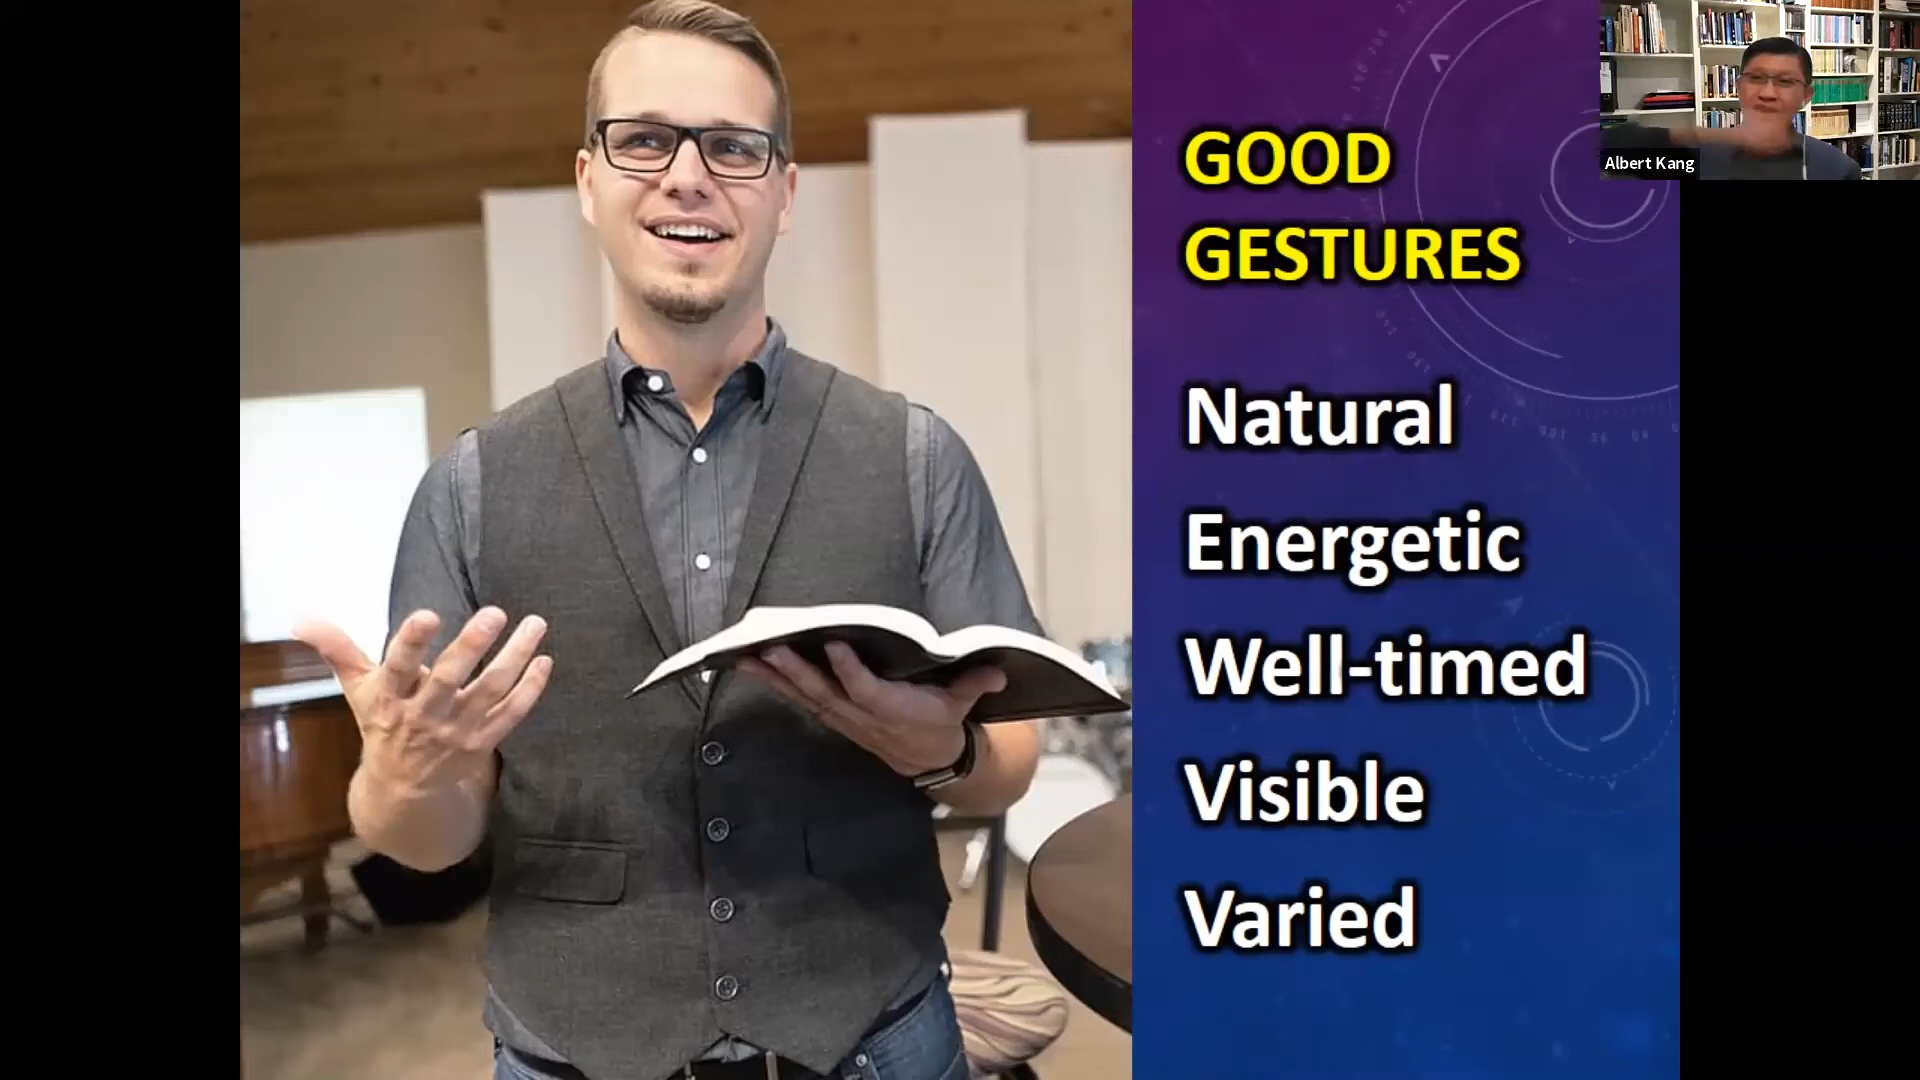 GOOD
GESTURES
Natural
Energetic
Well-timed
Visible
Varied
Albert Kang